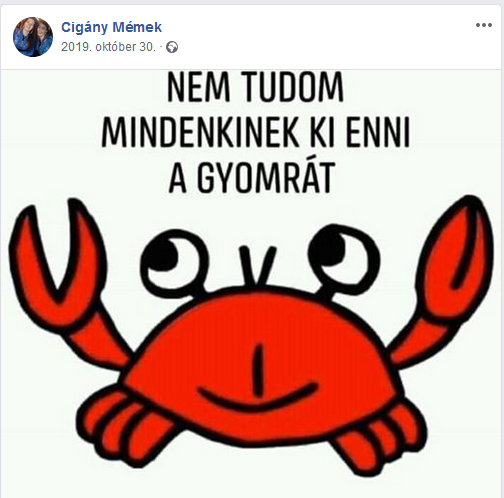 Cigány Mémek
2019. október 30. ·
NEM TUDOM
MINDENKINEK KI ENNI
A GYOMRÁT